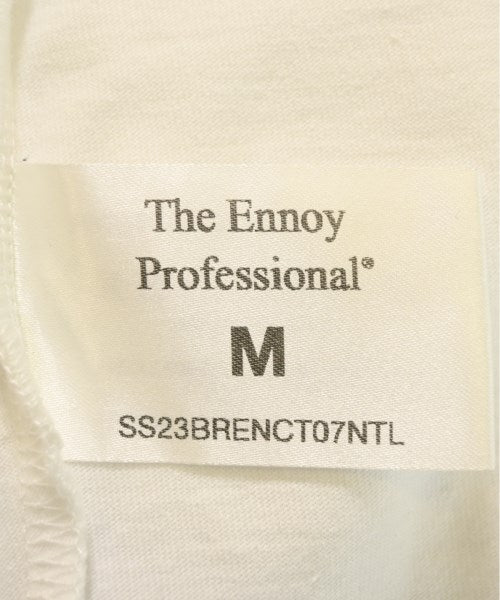 The Ennoy
Professional®
M
SS23BRENCT07NTL